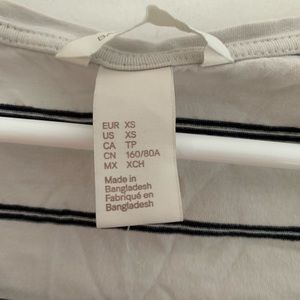 EUR XS
US XS
CA TP
CN 160/80A
MX XCH
Made in
Bangladesh
Fabriqué en
Bangladesh